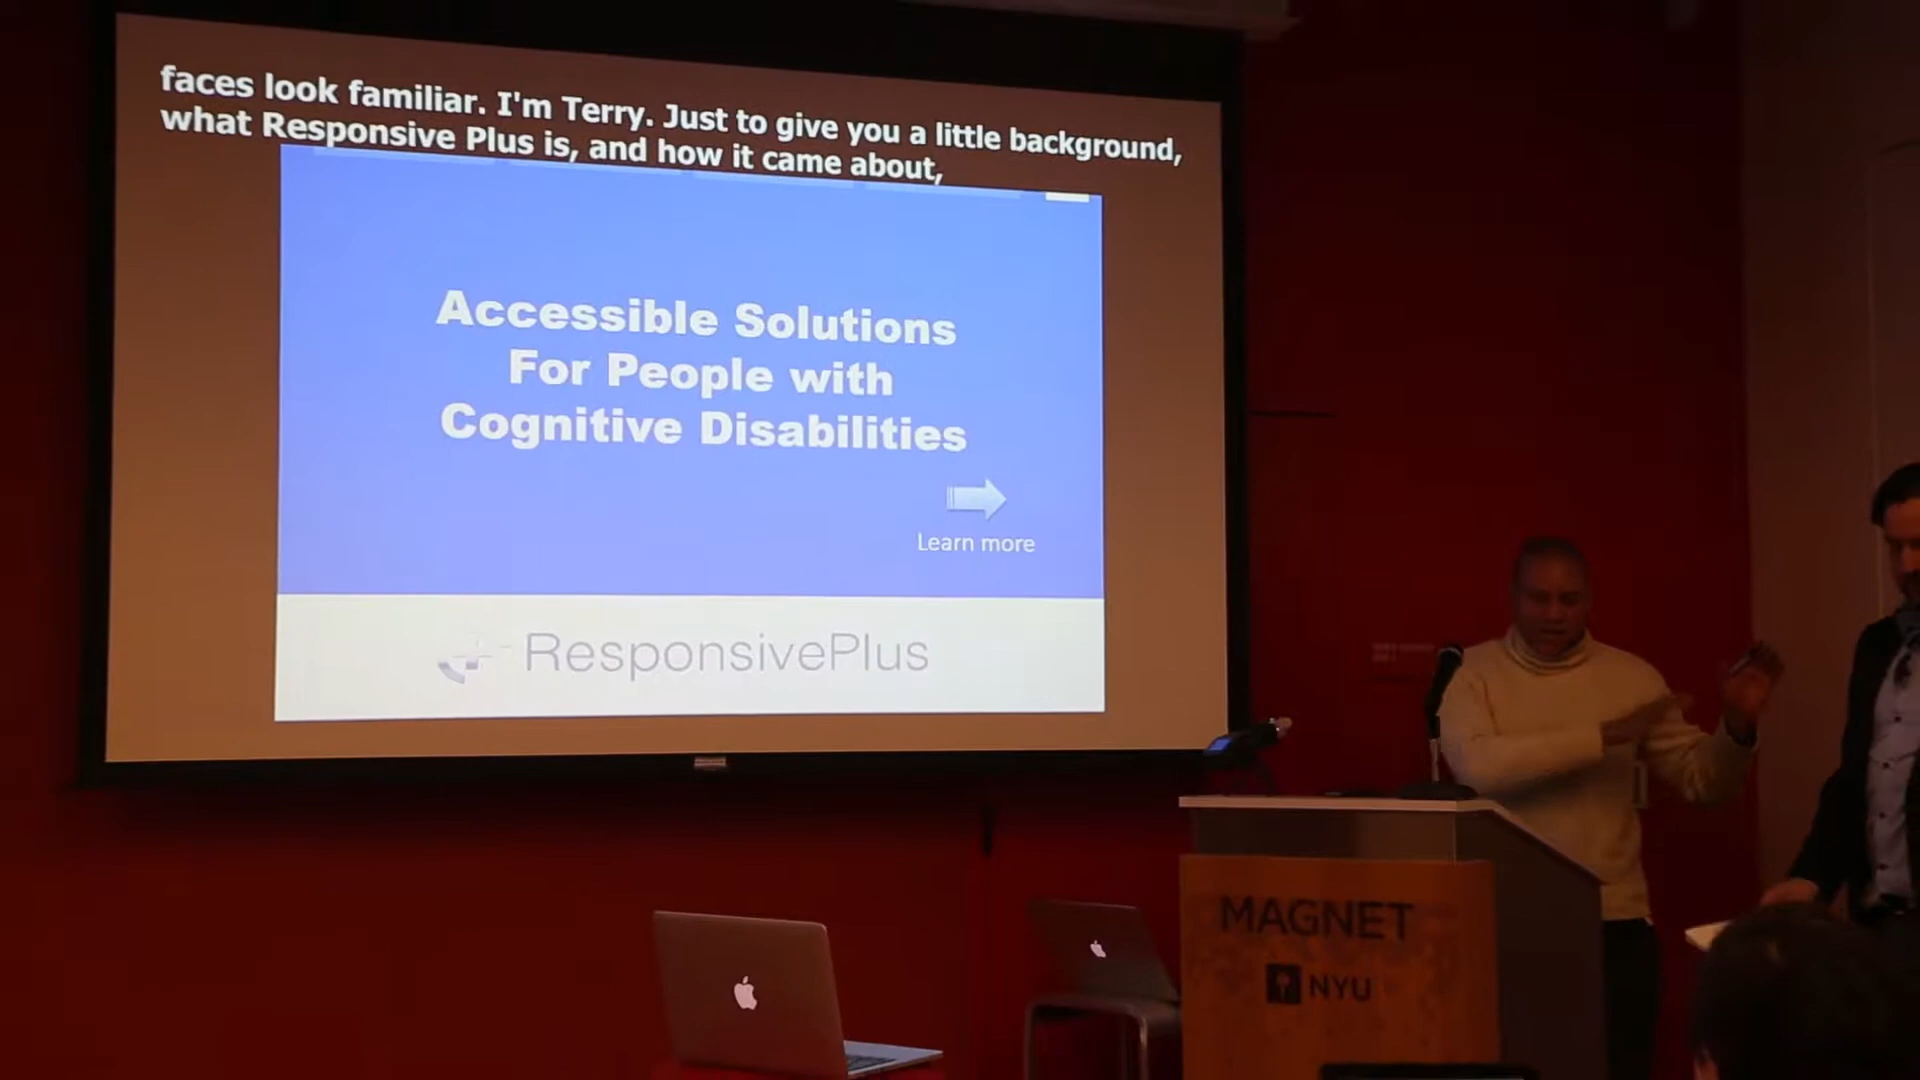 faces look familiar. I'm Terry. Just to give you a little background,
what Responsive Plus is, and how it came about,
Accessible Solutions
For People with
Cognitive Disabilities
Learn more
ResponsivePlus
MAGNET
NYU